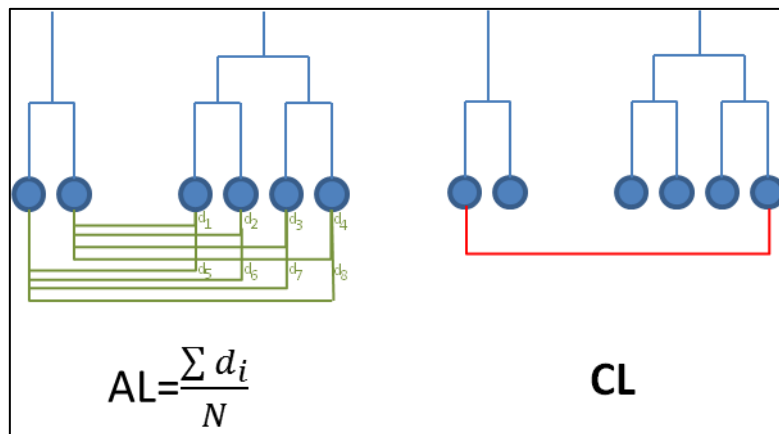 d₁ d₂ d₃ d₄
d₅ d₆ d₇ d₈
AL=∑ dᵢ/N
CL